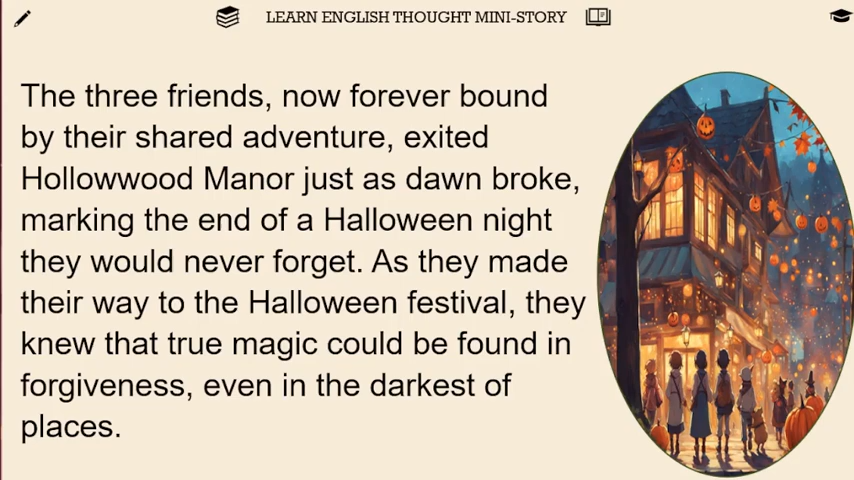 LEARN ENGLISH THOUGHT MINI-STORY
The three friends, now forever bound
by their shared adventure, exited
Hollowwood Manor just as dawn broke,
marking the end of a Halloween night
they would never forget. As they made
their way to the Halloween festival, they
knew that true magic could be found in
forgiveness, even in the darkest of
places.